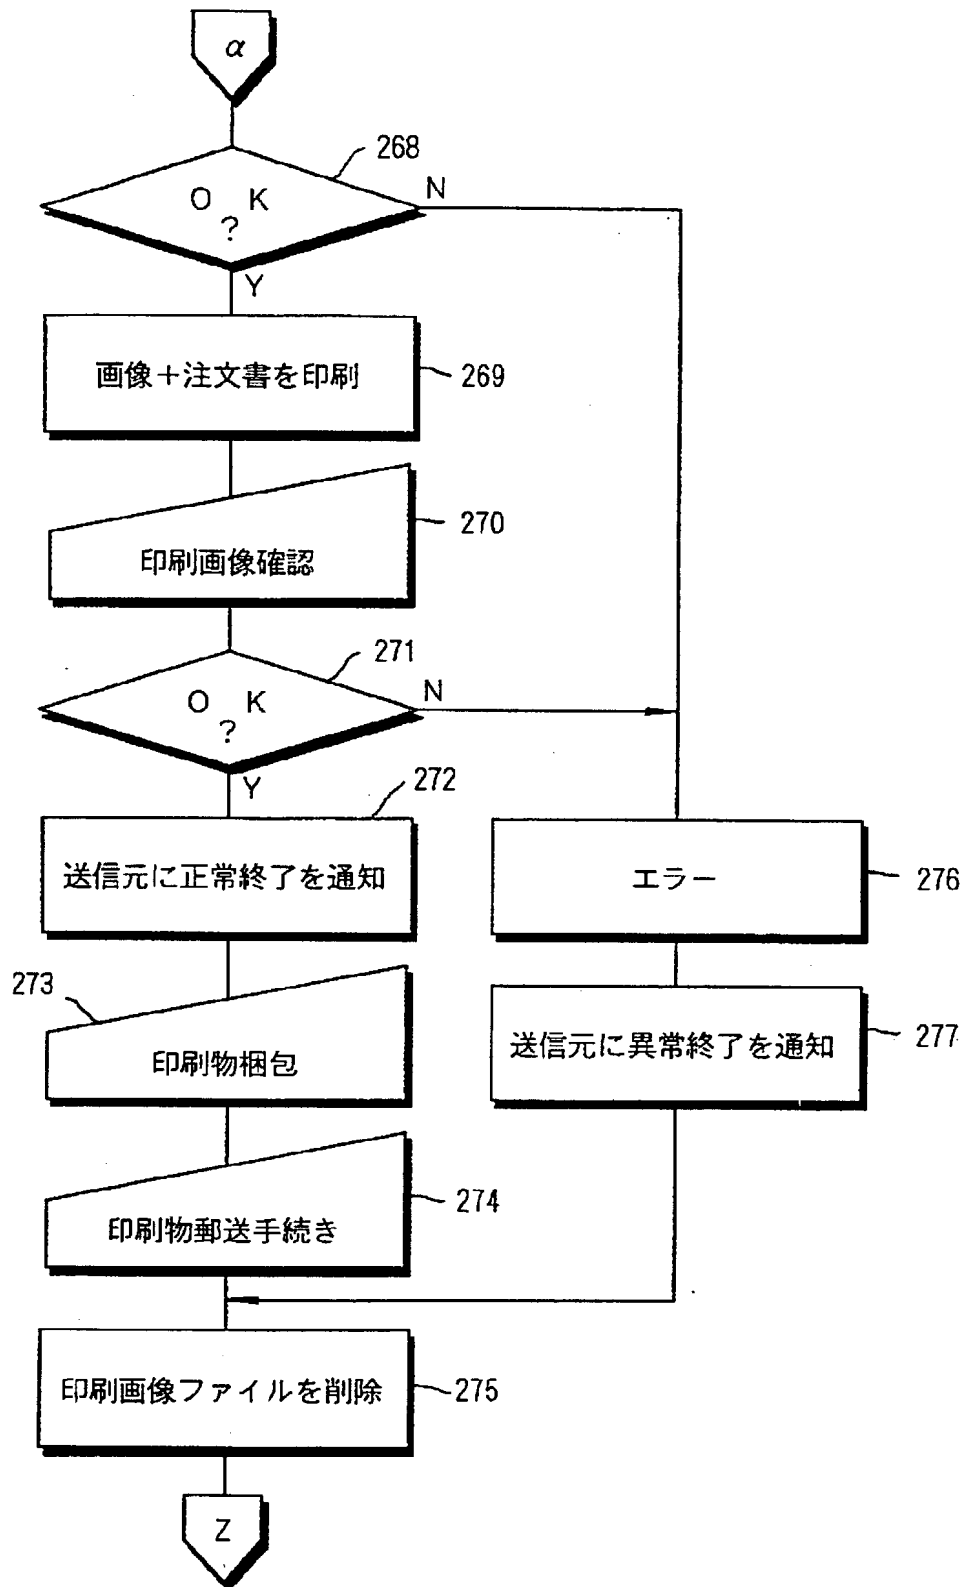 α
268
O K
?
N
Y
画像+注文書を印刷
269
270
印刷画像確認
271
O K
?
N
Y
272
送信元に正常終了を通知
エラー
276
273
印刷物梱包
送信元に異常終了を通知
277
印刷物郵送手続き
274
印刷画像ファイルを削除
275
Z